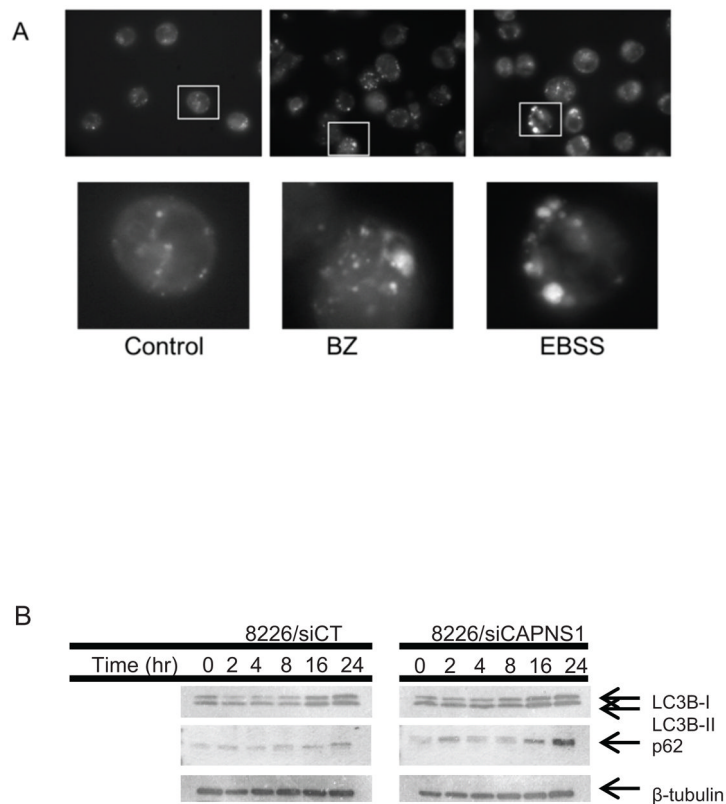 A
Control BZ EBSS
B
8226/siCT 8226/siCAPNS1
Time (hr) 0 2 4 8 16 24 0 2 4 8 16 24
LC3B-I
LC3B-II
p62
β-tubulin